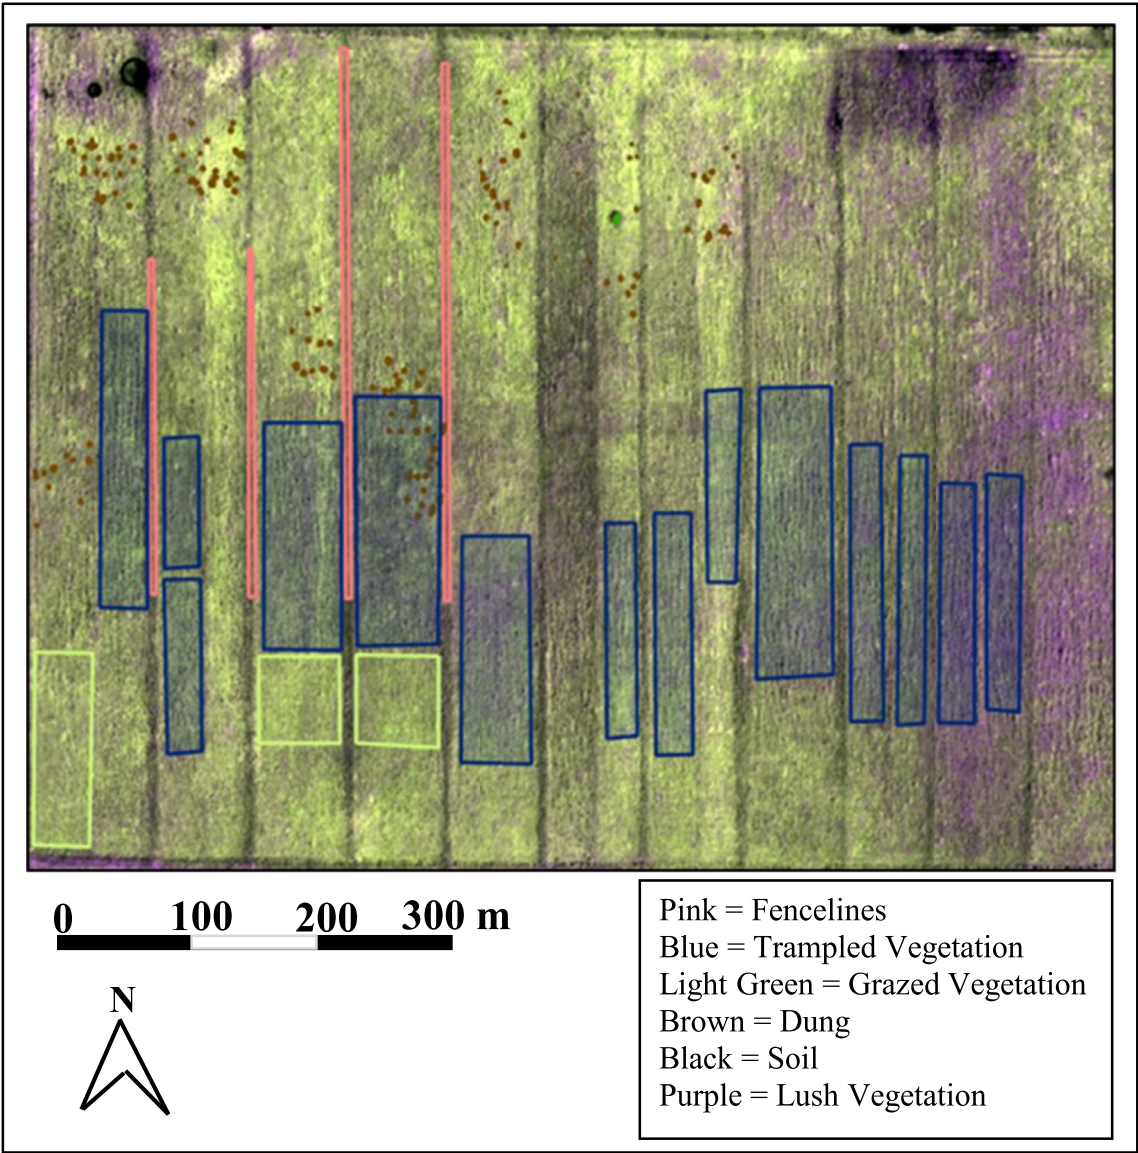 0 100 200 300 m
N
Pink = Fencelines
Blue = Trampled Vegetation
Light Green = Grazed Vegetation
Brown = Dung
Black = Soil
Purple = Lush Vegetation